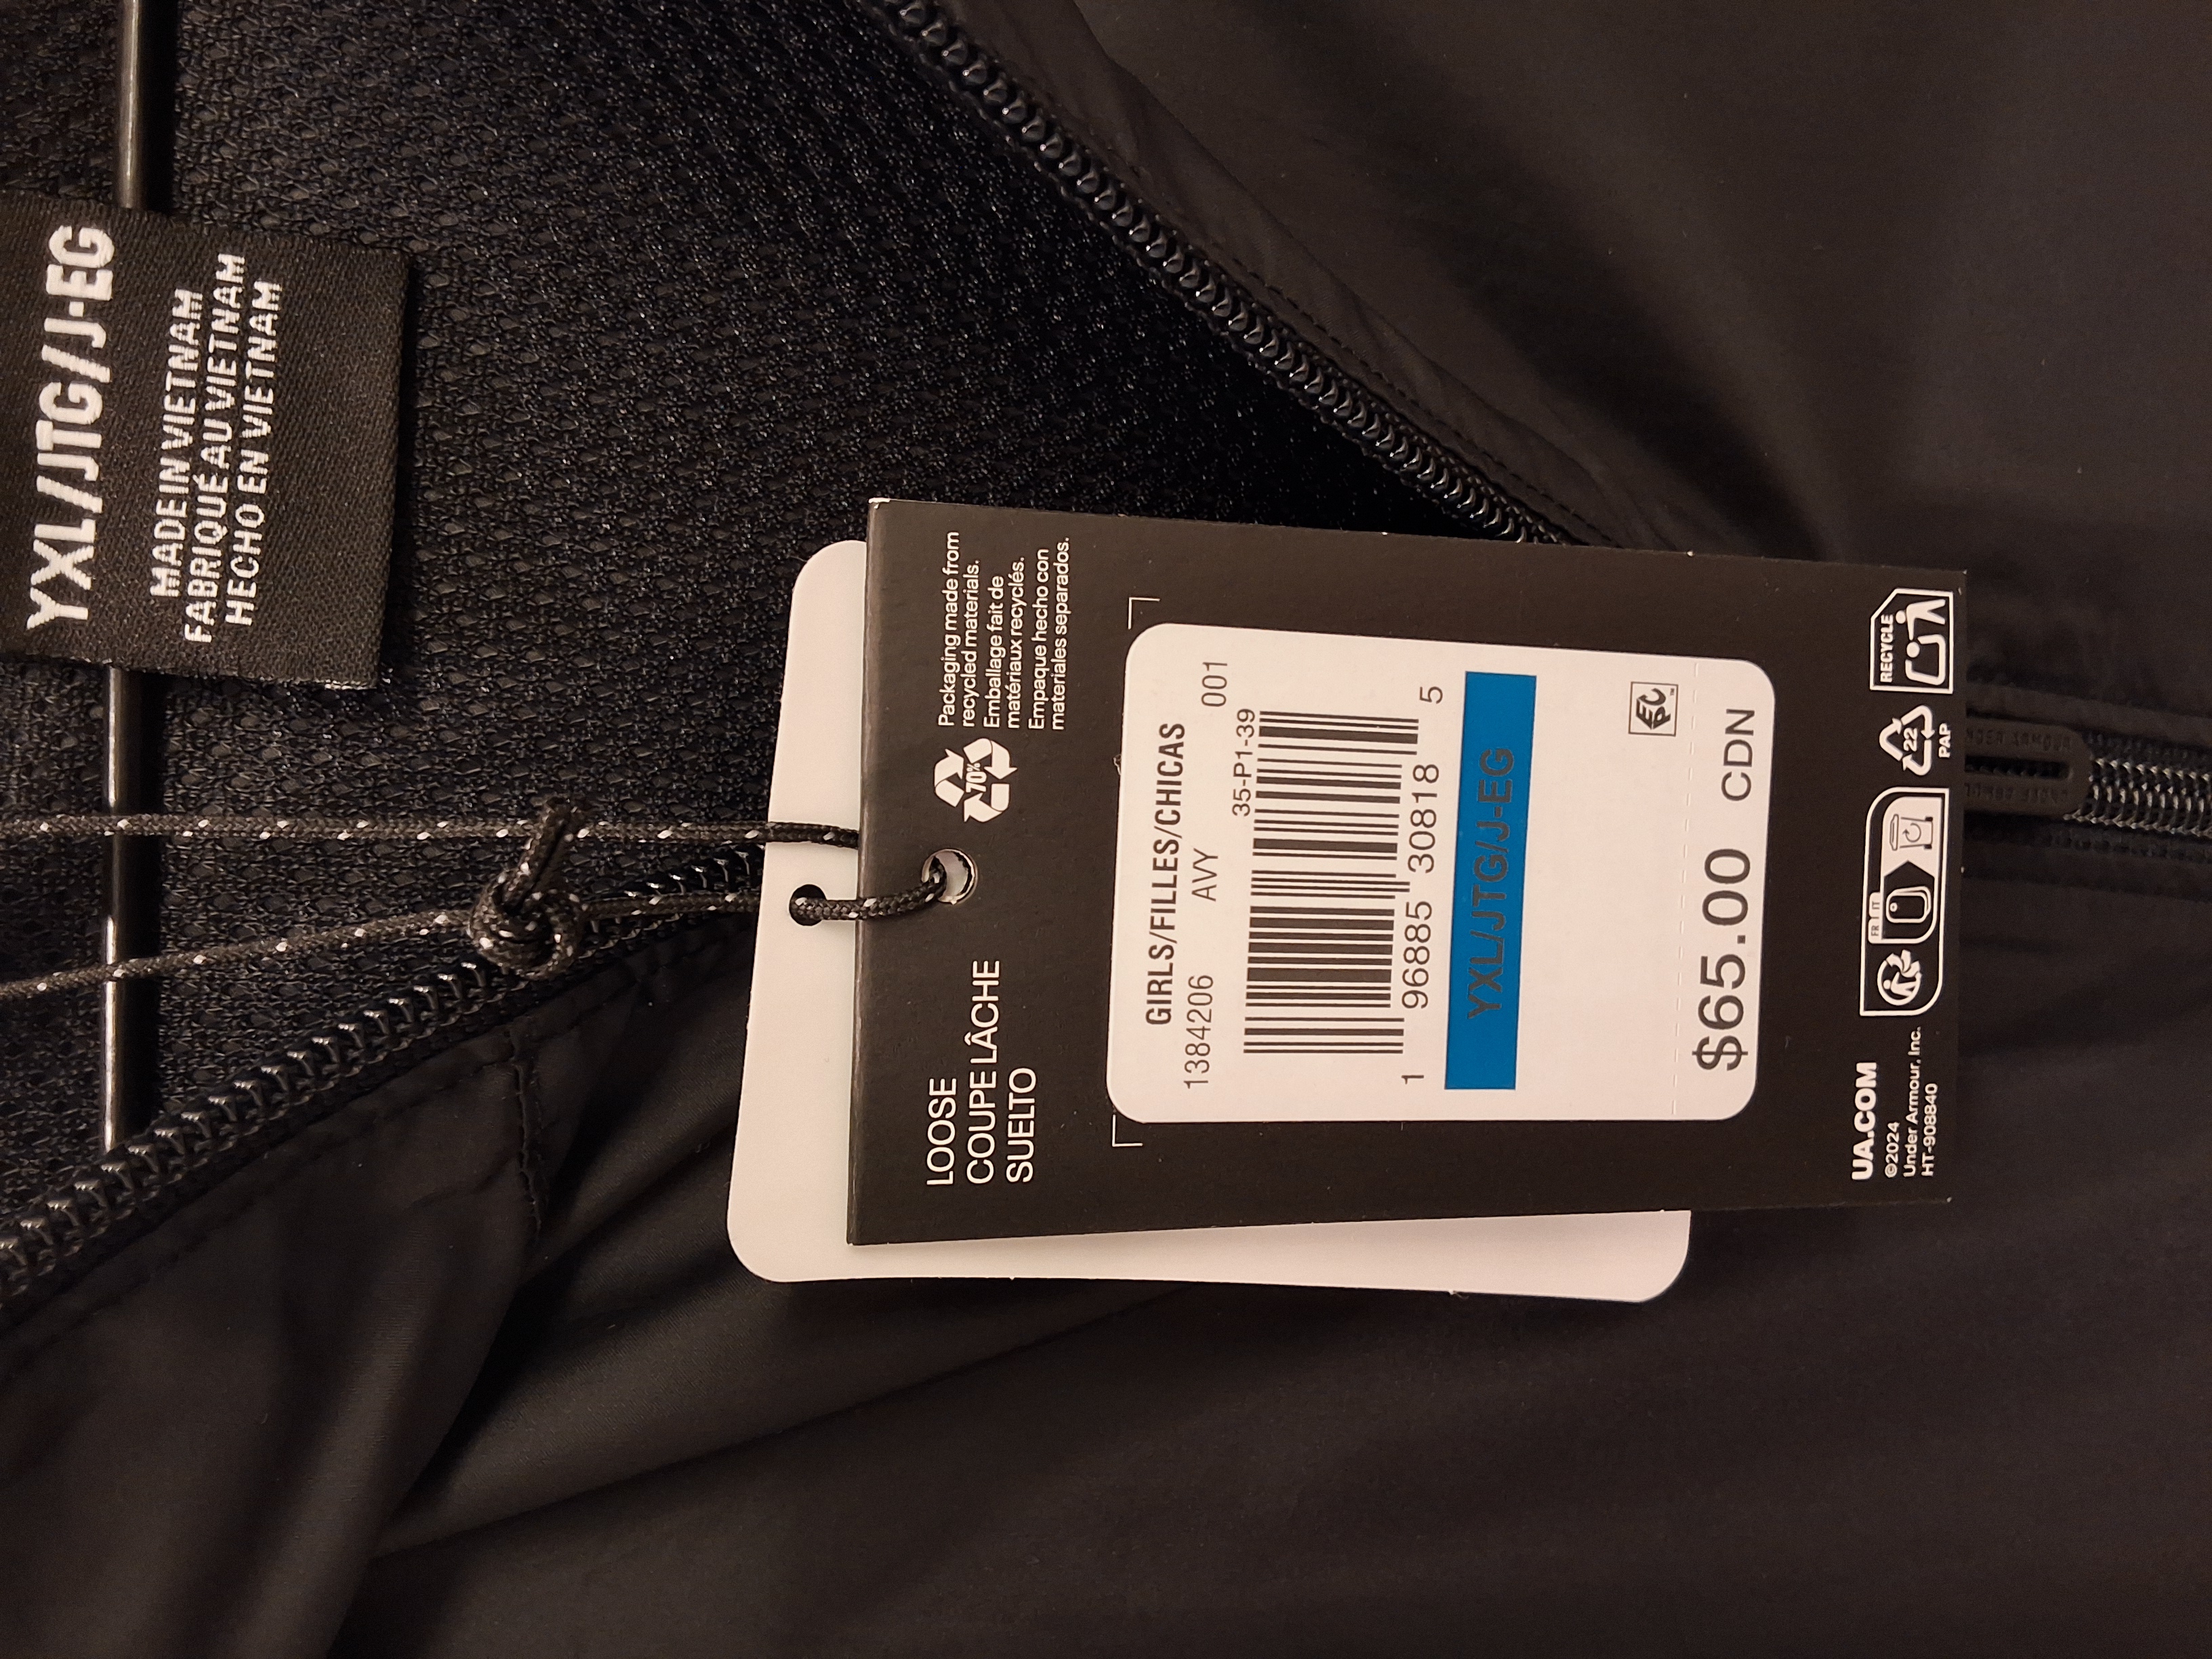 YXL/JTG/J-EG
MADE IN VIETNAM
FABRIQUÉ AU VIETNAM
HECHO EN VIETNAM
LOOSE
COUPE LÂCHE
SUELTO
70%
Packaging made from
recycled materials.
Emballage fait de
matériaux recyclés.
Empaque hecho con
materiales separados.
GIRLS/FILLES/CHICAS
1384206 AVY 001
35-P1-39
1 96885 30818 5
YXL/JTG/J-EG
EPC
$65.00 CDN
UA.COM
©2024
Under Armour, Inc.
HT-908840
FR IT
22
PAP
RECYCLE